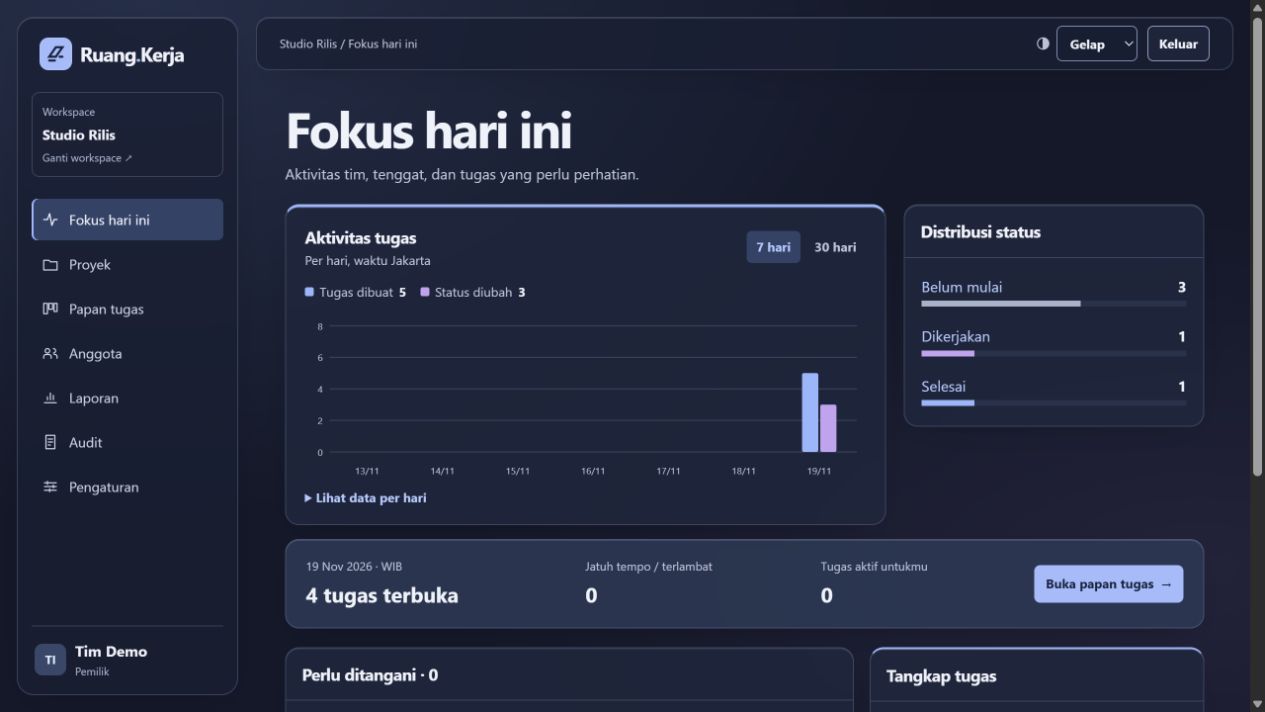 Ruang.Kerja
Workspace
Studio Rilis
Ganti workspace ↗
Fokus hari ini
Proyek
Papan tugas
Anggota
Laporan
Audit
Pengaturan
TI
Tim Demo
Pemilik
Studio Rilis / Fokus hari ini
Gelap
Keluar
Fokus hari ini
Aktivitas tim, tenggat, dan tugas yang perlu perhatian.
Aktivitas tugas
Per hari, waktu Jakarta
7 hari
30 hari
Tugas dibuat 5
Status diubah 3
8
6
4
2
0
13/11
14/11
15/11
16/11
17/11
18/11
19/11
Lihat data per hari
Distribusi status
Belum mulai 3
Dikerjakan 1
Selesai 1
19 Nov 2026 · WIB
4 tugas terbuka
Jatuh tempo / terlambat
0
Tugas aktif untukmu
0
Buka papan tugas →
Perlu ditangani · 0
Tangkap tugas